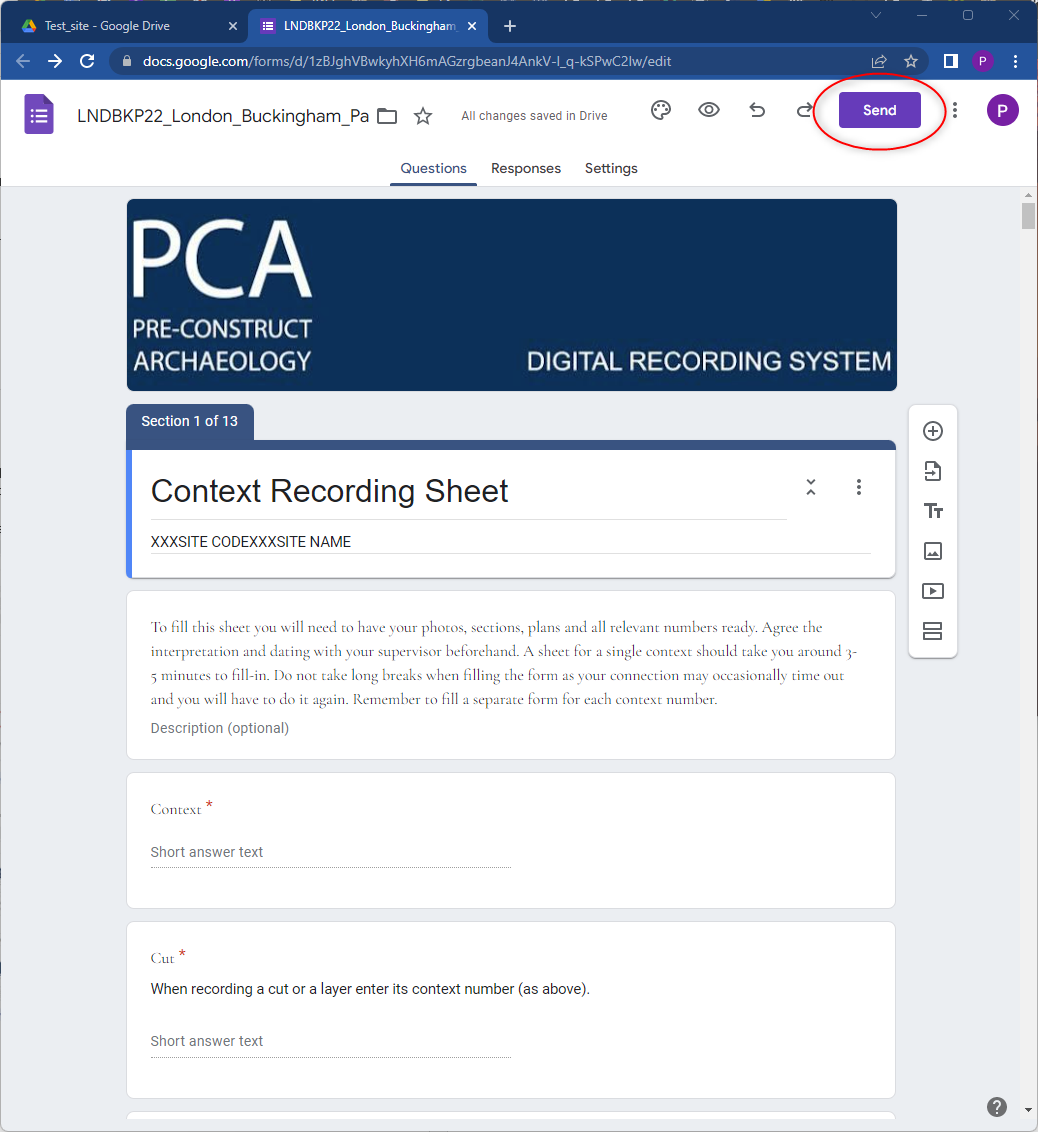 Test_site - Google Drive
LNDBKP22_London_Buckingham_
docs.google.com/forms/d/1zBJghVBwkyhXH6mAGzrgbeanJ4AnkV-l_q-kSPwC2lw/edit
P
LNDBKP22_London_Buckingham_Pa
All changes saved in Drive
Send
P
Questions
Responses
Settings
PCA
PRE-CONSTRUCT
ARCHAEOLOGY
DIGITAL RECORDING SYSTEM
Section 1 of 13
Context Recording Sheet
XXXSITE CODEXXXSITE NAME
Tт
To fill this sheet you will need to have your photos, sections, plans and all relevant numbers ready. Agree the
interpretation and dating with your supervisor beforehand. A sheet for a single context should take you around 3-
5 minutes to fill-in. Do not take long breaks when filling the form as your connection may occasionally time out
and you will have to do it again. Remember to fill a separate form for each context number.
Description (optional)
Context *
Short answer text
Cut *
When recording a cut or a layer enter its context number (as above).
Short answer text